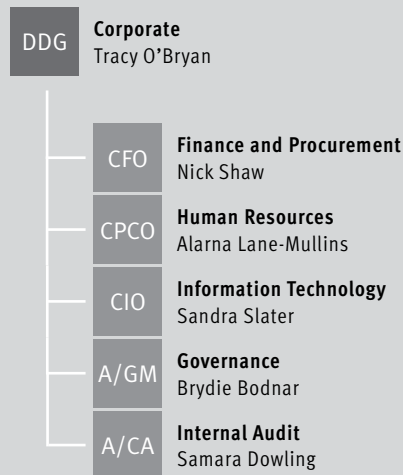 DDG
Corporate
Tracy O’Bryan
CFO
Finance and Procurement
Nick Shaw
CPCO
Human Resources
Alarna Lane-Mullins
CIO
Information Technology
Sandra Slater
A/GM
Governance
Brydie Bodnar
A/CA
Internal Audit
Samara Dowling